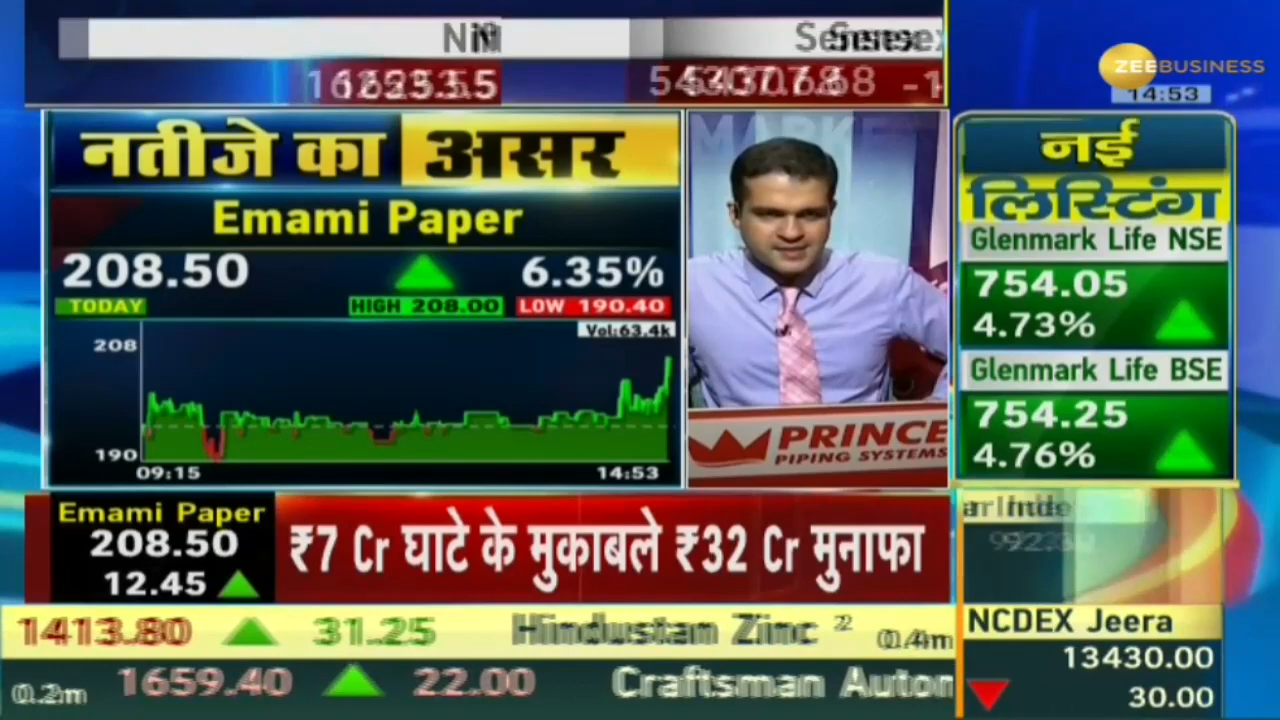 ZEEBUSINESS
14:53
नतीजे का असर
Emami Paper
208.50 6.35%
TODAY HIGH 208.00 LOW 190.40
Vol:63.4k
208
190
09:15 14:53
MARKET
PRINCE
PIPING SYSTEMS
नई
लिस्टिंग
Glenmark Life NSE
754.05
4.73%
Glenmark Life BSE
754.25
4.76%
Emami Paper
208.50
12.45
₹7 Cr घाटे के मुकाबले ₹32 Cr मुनाफा
1413.80 31.25 Hindustan Zinc
1659.40 22.00 Craftsman Autom
NCDEX Jeera
13430.00
30.00